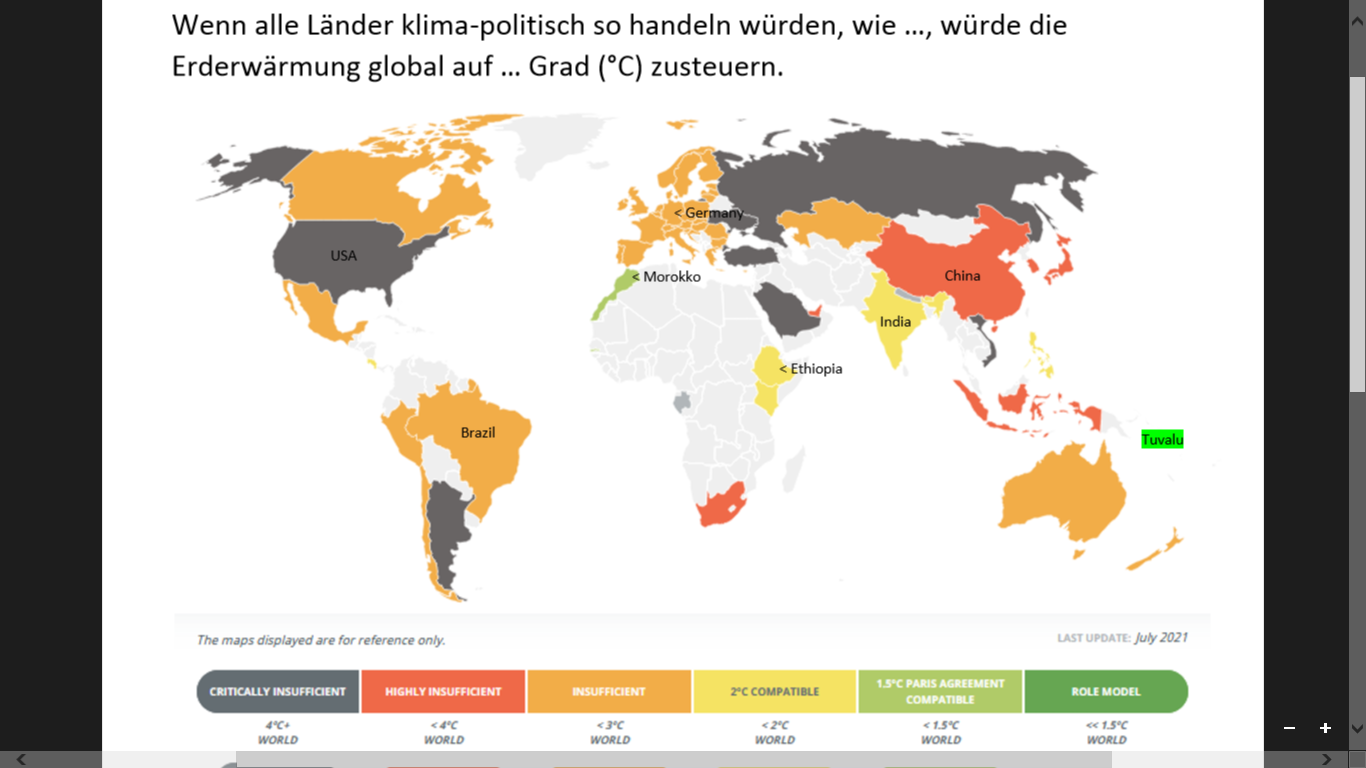 Wenn alle Länder klima-politisch so handeln würden, wie …, würde die
Erderwärmung global auf … Grad (°C) zusteuern.
< Germany
USA
< Morokko
China
India
< Ethiopia
Brazil
Tuvalu
The maps displayed are for reference only.
LAST UPDATE: July 2021
CRITICALLY INSUFFICIENT
HIGHLY INSUFFICIENT
INSUFFICIENT
2°C COMPATIBLE
1.5°C PARIS AGREEMENT
COMPATIBLE
ROLE MODEL
4°C+
WORLD
< 4°C
WORLD
< 3°C
WORLD
< 2°C
WORLD
< 1.5°C
WORLD
<< 1.5°C
WORLD